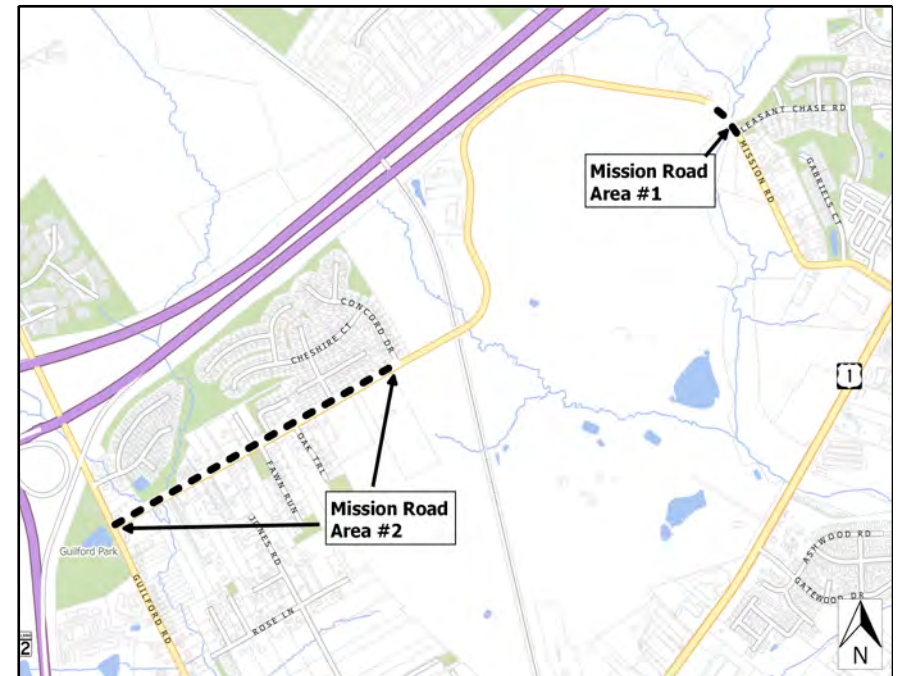 LEASANT CHASE RD
Mission Road
Area #1
MISSION RD
GABRIELS CT
CONCORD DR
CHESHIRE CT
1
OAK TRL
FAWN RUN
Mission Road
Area #2
JONES RD
Guilford Park
GUILFORD RD
ROSE LN
ASHWOOD RD
GATEWOOD DR
2
N